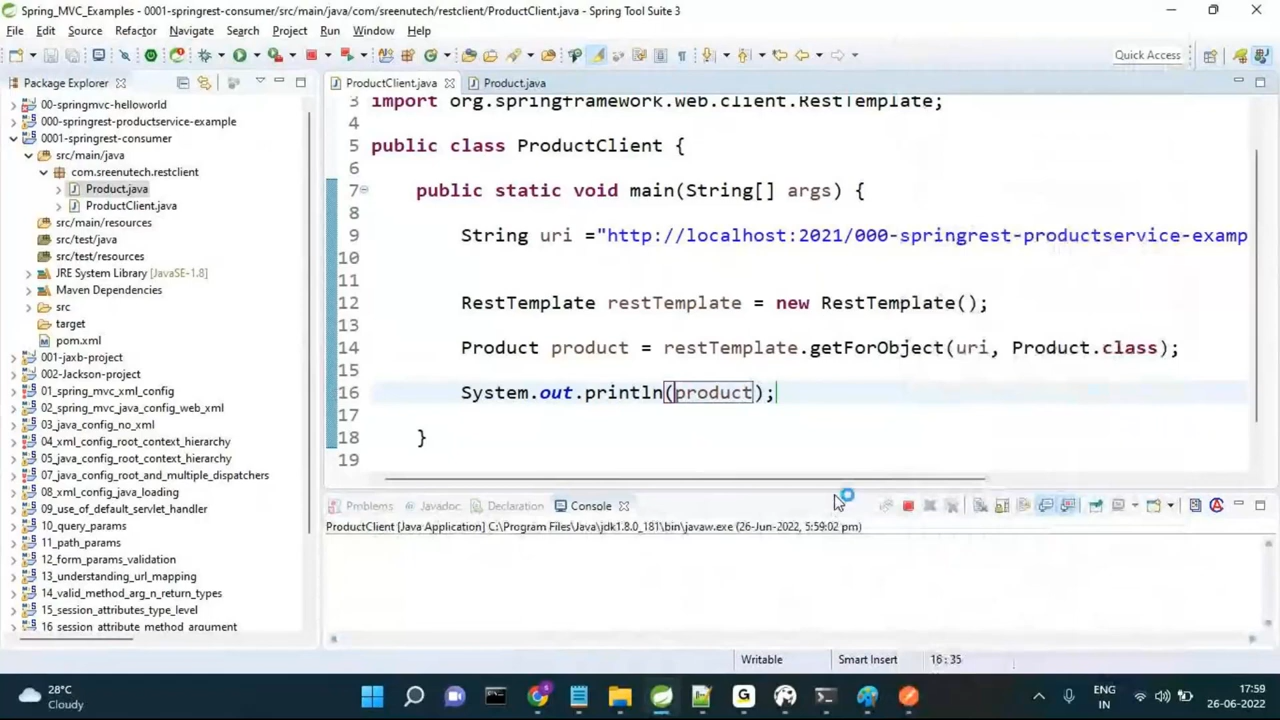 Spring_MVC_Examples - 0001-springrest-consumer/src/main/java/com/sreenutech/restclient/ProductClient.java - Spring Tool Suite 3
File Edit Source Refactor Navigate Search Project Run Window Help
Quick Access
Package Explorer
00-springmvc-helloworld
000-springrest-productservice-example
0001-springrest-consumer
src/main/java
com.sreenutech.restclient
Product.java
ProductClient.java
src/main/resources
src/test/java
src/test/resources
JRE System Library [JavaSE-1.8]
Maven Dependencies
src
target
pom.xml
001-jaxb-project
002-Jackson-project
01_spring_mvc_xml_config
02_spring_mvc_java_config_web_xml
03_java_config_no_xml
04_xml_config_root_context_hierarchy
05_java_config_root_context_hierarchy
07_java_config_root_and_multiple_dispatchers
08_xml_config_java_loading
09_use_of_default_servlet_handler
10_query_params
11_path_params
12_form_params_validation
13_understanding_url_mapping
14_valid_method_arg_n_return_types
15_session_attributes_type_level
16 session attribute method argument
ProductClient.java Product.java
3 import org.springframework.web.client.RestTemplate;
4
5 public class ProductClient {
6
7 public static void main(String[] args) {
8
9 String uri ="http://localhost:2021/000-springrest-productservice-examp
10
11
12 RestTemplate restTemplate = new RestTemplate();
13
14 Product product = restTemplate.getForObject(uri, Product.class);
15
16 System.out.println(product);
17
18 }
19
Problems Javadoc Declaration Console
ProductClient [Java Application] C:\Program Files\Java\jdk1.8.0_181\bin\javaw.exe (26-Jun-2022, 5:59:02 pm)
Writable Smart Insert 16:35
28°C
Cloudy
ENG
IN
17:59
26-06-2022